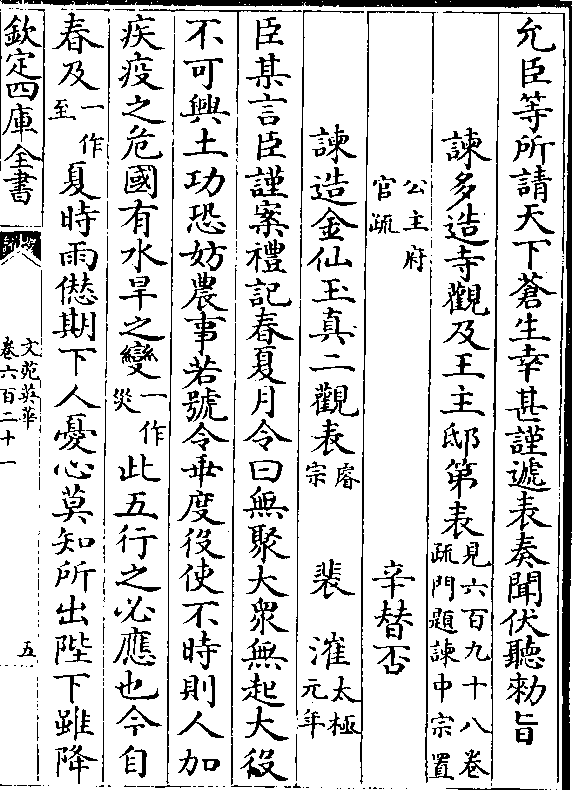 允臣等所請天下蒼生幸甚謹遞表奏聞伏聽勑旨
諫多造寺觀及王主邸第表見六百九十八卷疏門題諫中宗置
公主府官疏
辛替否
諫造金仙玉真二觀表睿宗 裴漼太極元年
臣某言臣謹案禮記春夏月令曰無聚大衆無起大役
不可興土功恐妨農事若號令乖度役使不時則人加
疾疫之危國有水旱之變一作災此五行之必應也今自
春及一作至夏時雨愆期下人憂心莫知所出陛下雖降
欽定四庫全書
文苑英華
卷六百二十一
五